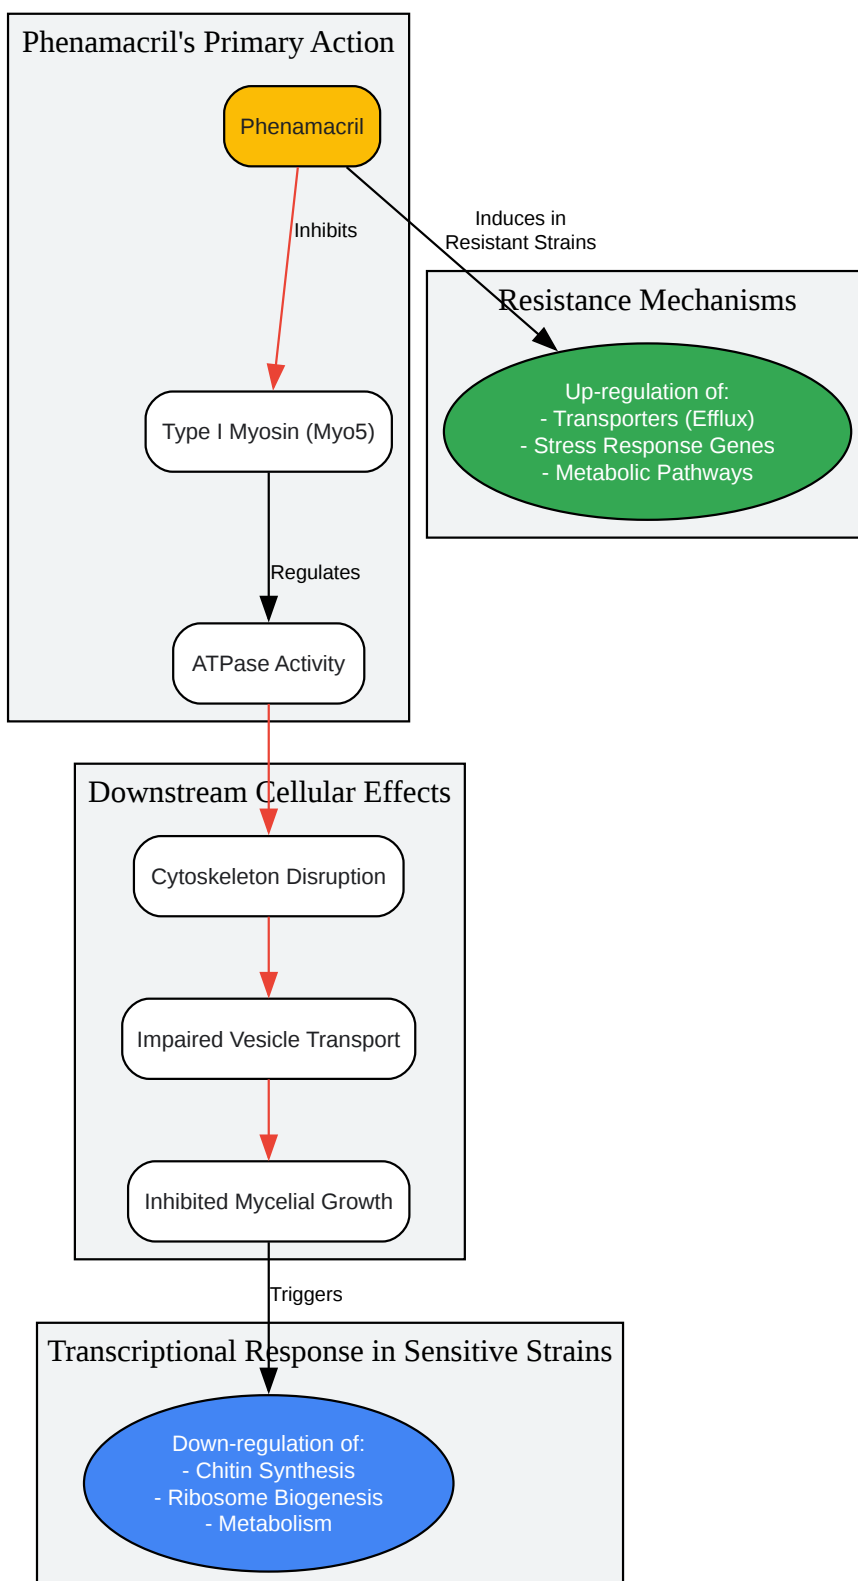 Phenamacril's Primary Action
Phenamacril
Inhibits
Induces in
Resistant Strains
Resistance Mechanisms
Up-regulation of:
- Transporters (Efflux)
- Stress Response Genes
- Metabolic Pathways
Type I Myosin (Myo5)
Regulates
ATPase Activity
Downstream Cellular Effects
Cytoskeleton Disruption
Impaired Vesicle Transport
Inhibited Mycelial Growth
Triggers
Transcriptional Response in Sensitive Strains
Down-regulation of:
- Chitin Synthesis
- Ribosome Biogenesis
- Metabolism